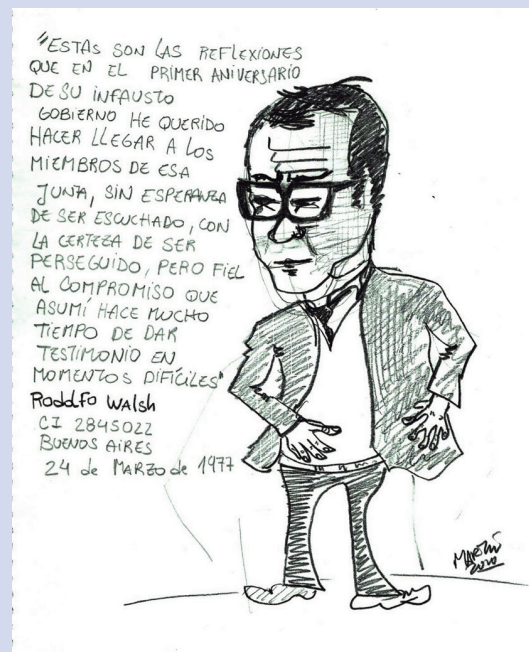 "ESTAS SON LAS REFLEXIONES
QUE EN EL PRIMER ANIVERSARIO
DE SU INFAUSTO
GOBIERNO HE QUERIDO
HACER LLEGAR A LOS
MIEMBROS DE ESA
JUNTA, SIN ESPERANZA
DE SER ESCUCHADO, CON
LA CERTEZA DE SER
PERSEGUIDO, PERO FIEL
AL COMPROMISO QUE
ASUMÍ HACE MUCHO
TIEMPO DE DAR
TESTIMONIO EN
MOMENTOS DIFÍCILES"
RODOLFO WALSH
CI 2845022
BUENOS AIRES
24 de MARZO de 1977